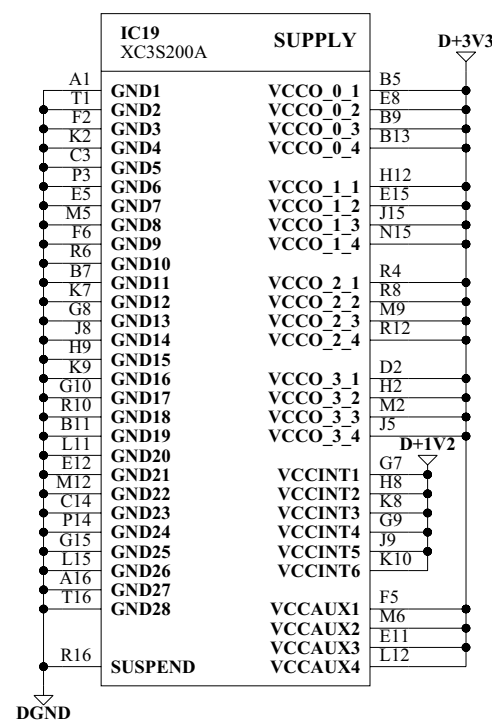 IC19
XC3S200A
SUPPLY
D+3V3
A1 GND1 VCCO_0_1 B5
T1 GND2 VCCO_0_2 E8
F2 GND3 VCCO_0_3 B9
K2 GND4 VCCO_0_4 B13
C3 GND5
P3 GND6 VCCO_1_1 H12
E5 GND7 VCCO_1_2 E15
M5 GND8 VCCO_1_3 J15
F6 GND9 VCCO_1_4 N15
R6 GND10
B7 GND11 VCCO_2_1 R4
K7 GND12 VCCO_2_2 R8
G8 GND13 VCCO_2_3 M9
J8 GND14 VCCO_2_4 R12
H9 GND15
K9 GND16 VCCO_3_1 D2
G10 GND17 VCCO_3_2 H2
R10 GND18 VCCO_3_3 M2
B11 GND19 VCCO_3_4 J5
D+1V2
L11 GND20
E12 GND21 VCCINT1 G7
M12 GND22 VCCINT2 H8
C14 GND23 VCCINT3 K8
P14 GND24 VCCINT4 G9
G15 GND25 VCCINT5 J9
L15 GND26 VCCINT6 K10
A16 GND27
T16 GND28 VCCAUX1 F5
VCCAUX2 M6
VCCAUX3 E11
R16 SUSPEND VCCAUX4 L12
DGND